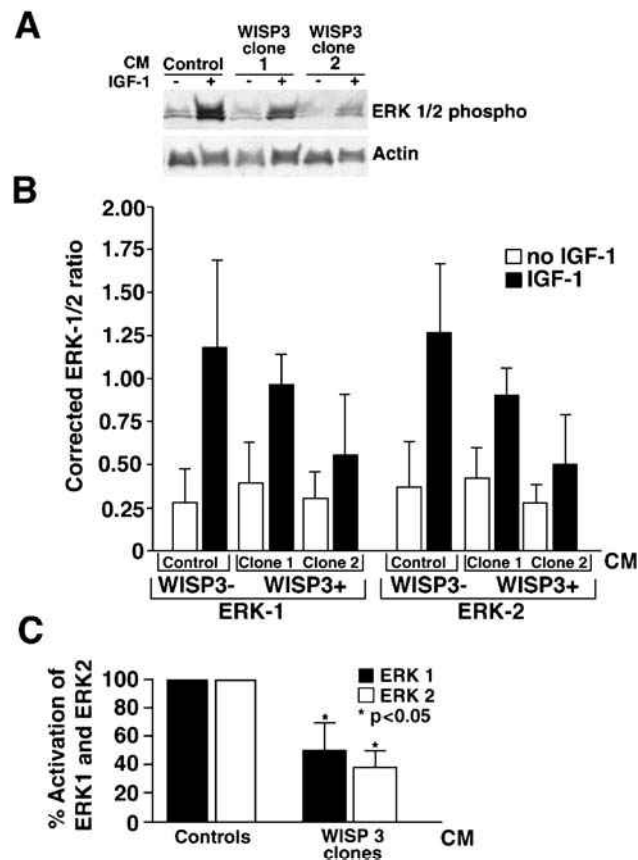 A
CM Control WISP3 clone 1 WISP3 clone 2
IGF-1 - + - + - +
ERK 1/2 phospho
Actin
B
Corrected ERK-1/2 ratio
2.00
1.75
1.25
1.00
0.75
0.50
0.25
0
no IGF-1
IGF-1
Control Clone 1 Clone 2 Control Clone 1 Clone 2 CM
WISP3- WISP3+ WISP3- WISP3+
ERK-1 ERK-2
C
% Activation of
ERK1 and ERK2
100
80
60
40
20
0
ERK 1
ERK 2
* p<0.05
* *
Controls WISP 3 CM
clones